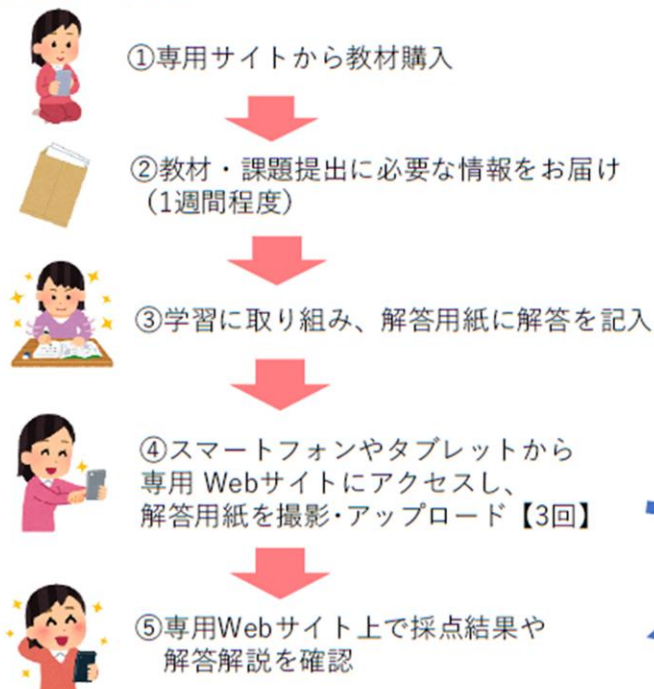 ①専用サイトから教材購入
②教材・課題提出に必要な情報をお届け
（1週間程度）
③学習に取り組み、解答用紙に解答を記入
④スマートフォンやタブレットから
専用 Webサイトにアクセスし、
解答用紙を撮影・アップロード【3回】
⑤専用Webサイト上で採点結果や
解答解説を確認